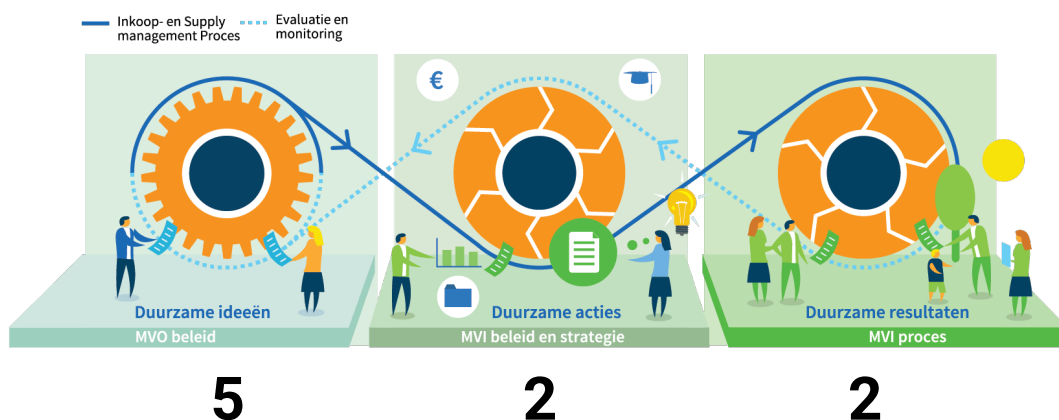 Inkoop- en Supply
management Proces
Evaluatie en
monitoring
€
Duurzame ideeën
Duurzame acties
Duurzame resultaten
MVO beleid
MVI beleid en strategie
MVI proces
5
2
2